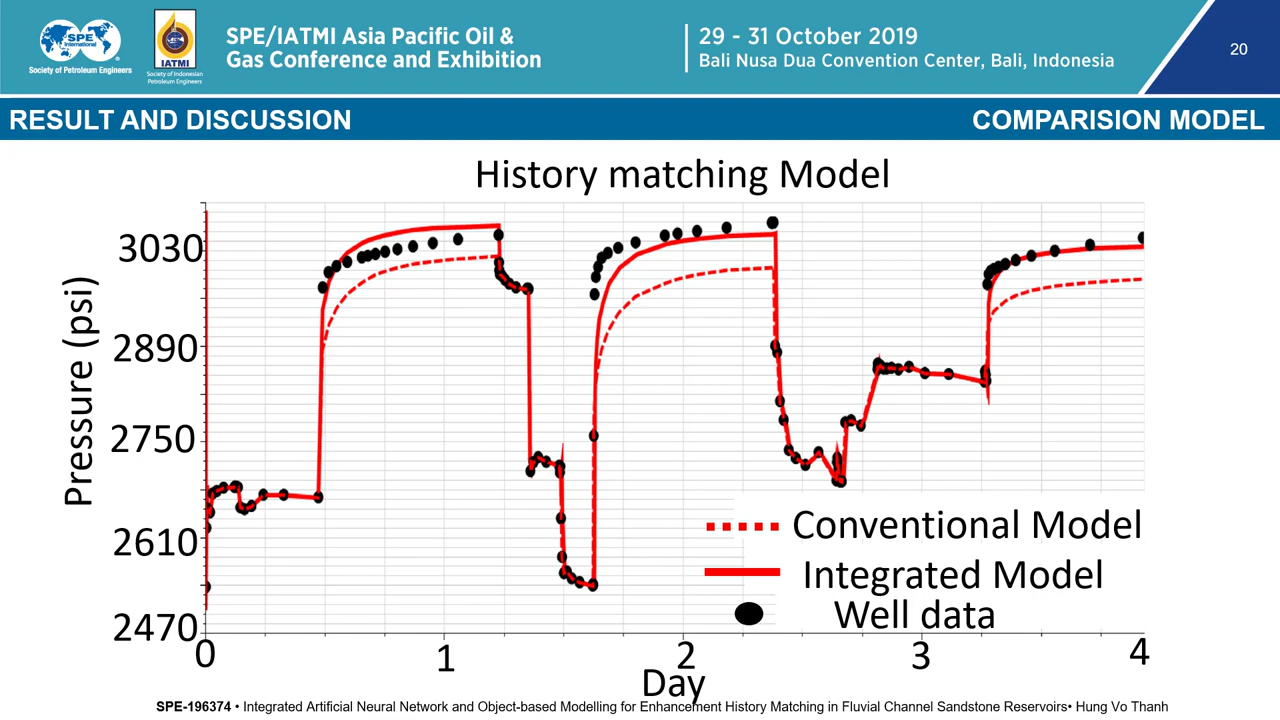 SPE
International
Society of Petroleum Engineers
IATMI
Society of Indonesian
Petroleum Engineers
SPE/IATMI Asia Pacific Oil &
Gas Conference and Exhibition
29 - 31 October 2019
Bali Nusa Dua Convention Center, Bali, Indonesia
20
RESULT AND DISCUSSION
COMPARISION MODEL
History matching Model
Pressure (psi)
3030
2890
2750
2610
2470
Conventional Model
Integrated Model
Well data
0 1 2 3 4
Day
SPE-196374 • Integrated Artificial Neural Network and Object-based Modelling for Enhancement History Matching in Fluvial Channel Sandstone Reservoirs• Hung Vo Thanh